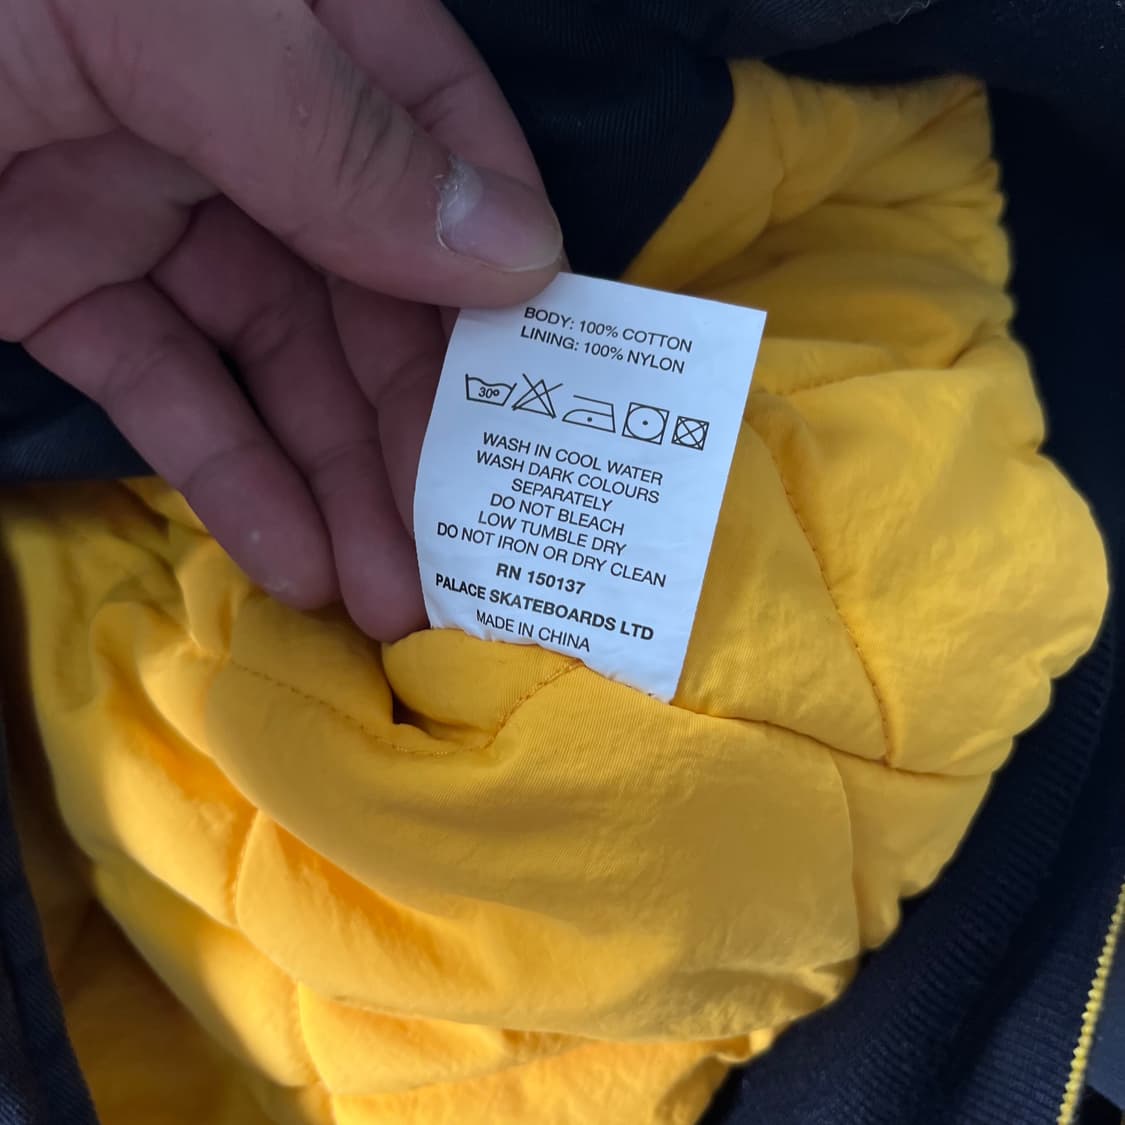 BODY: 100% COTTON
LINING: 100% NYLON
30º
WASH IN COOL WATER
WASH DARK COLOURS
SEPARATELY
DO NOT BLEACH
LOW TUMBLE DRY
DO NOT IRON OR DRY CLEAN
RN 150137
PALACE SKATEBOARDS LTD
MADE IN CHINA